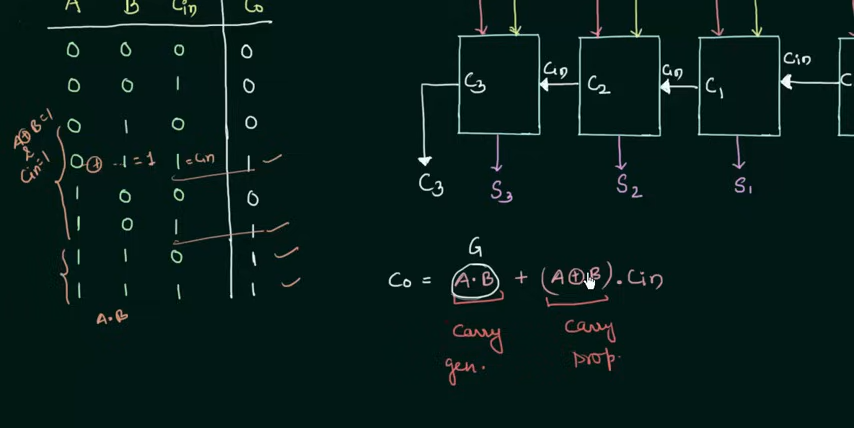 A B Cin Co
0 0 0 0
0 0 1 0
0 1 0 0
A⊕B=1
&
Cin=1
0 ⊕ 1 = 1 1 = Cin 1
1 0 0 0
1 0 1 1
1 1 0 1
1 1 1 1
A·B
C3 Cin C2 Cin C1 Cin C
C3 S3 S2 S1
G
Co = A·B + (A⊕B)·Cin
Carry gen.
Carry prop.